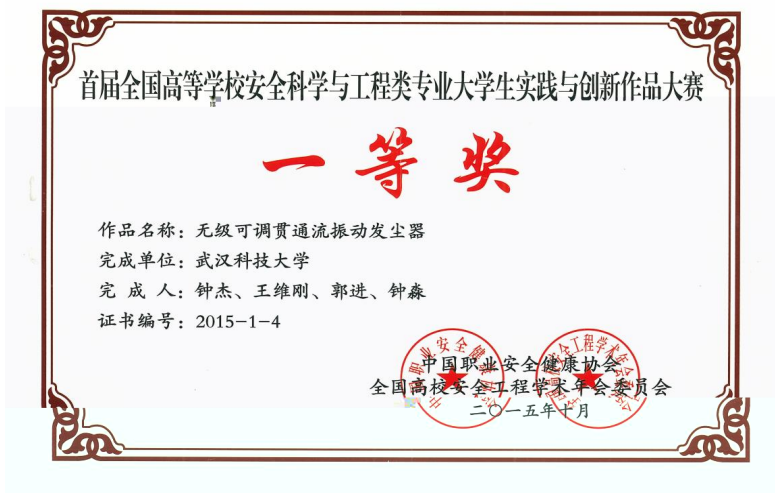 首届全国高等学校安全科学与工程类专业大学生实践与创新作品大赛
一等奖
作品名称：无级可调贯通流振动发尘器
完成单位：武汉科技大学
完 成 人：钟杰、王维刚、郭进、钟淼
证书编号：2015-1-4
中国职业安全健康协会
全国高校安全工程学术年会委员会
二〇一五年十月